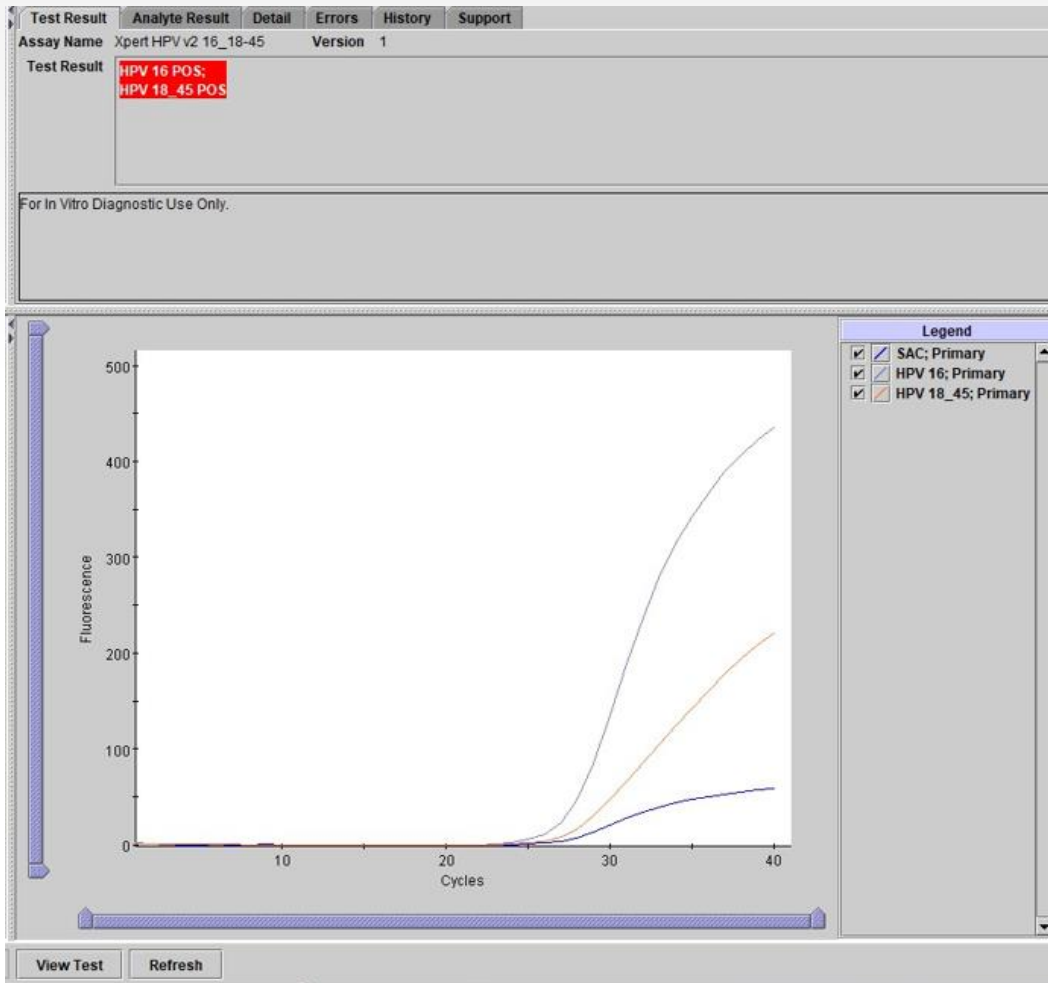 Test Result Analyte Result Detail Errors History Support
Assay Name Xpert HPV v2 16_18-45 Version 1
Test Result HPV 16 POS;
HPV 18_45 POS
For In Vitro Diagnostic Use Only.
Legend
SAC; Primary
HPV 16; Primary
HPV 18_45; Primary
500
400
300
200
100
0
Fluorescence
10 20 30 40
Cycles
View Test Refresh